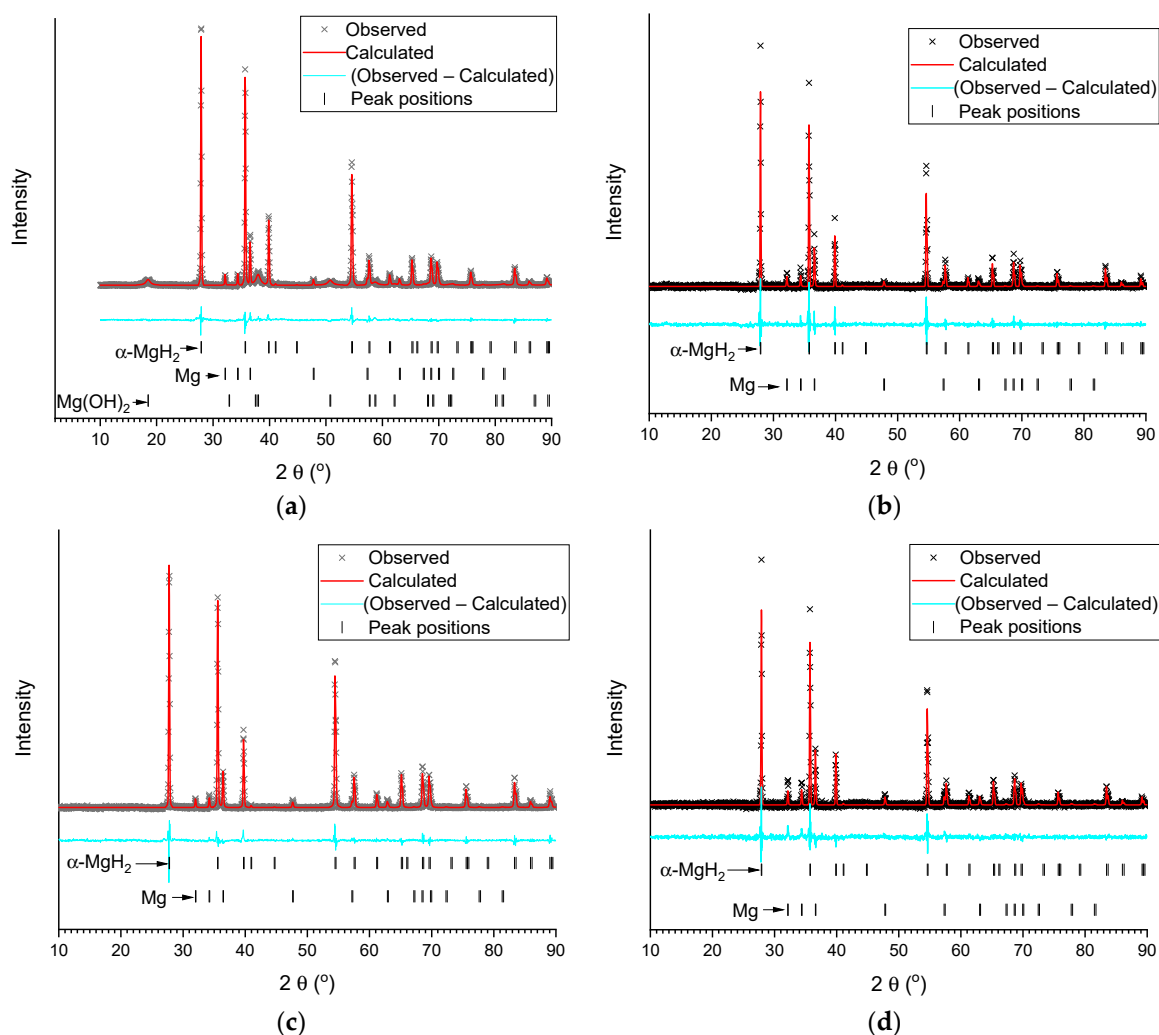 Observed
Calculated
(Observed – Calculated)
Peak positions
Intensity
α-MgH2
Mg
Mg(OH)2
10 20 30 40 50 60 70 80 90
2 θ (o)
(a)
Observed
Calculated
(Observed – Calculated)
Peak positions
Intensity
α-MgH2
Mg
10 20 30 40 50 60 70 80 90
2 θ (o)
(b)
Observed
Calculated
(Observed – Calculated)
Peak positions
Intensity
α-MgH2
Mg
10 20 30 40 50 60 70 80 90
2 θ (o)
(c)
Observed
Calculated
(Observed – Calculated)
Peak positions
Intensity
α-MgH2
Mg
10 20 30 40 50 60 70 80 90
2 θ (o)
(d)